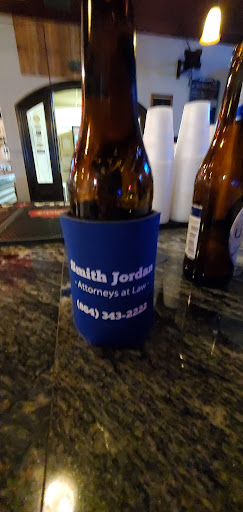 Smith Jordan
- Attorneys at Law -
(864) 343-2222